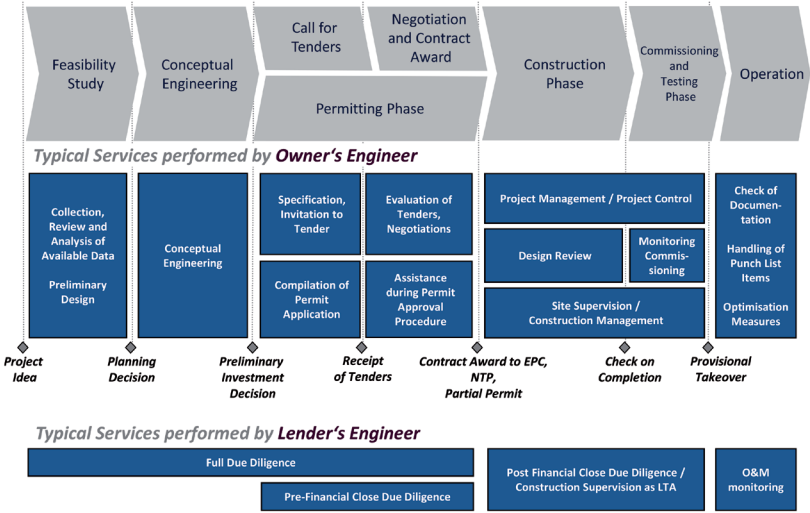 Feasibility
Study
Conceptual
Engineering
Call for
Tenders
Negotiation
and Contract
Award
Permitting Phase
Construction
Phase
Commissioning
and
Testing
Phase
Operation
Typical Services performed by Owner‘s Engineer
Collection,
Review and
Analysis of
Available Data
Preliminary
Design
Conceptual
Engineering
Specification,
Invitation to
Tender
Evaluation of
Tenders,
Negotiations
Compilation of
Permit
Application
Assistance
during Permit
Approval
Procedure
Project Management / Project Control
Design Review
Monitoring
Commis-
sioning
Site Supervision /
Construction Management
Check of
Documen-
tation
Handling of
Punch List
Items
Optimisation
Measures
Project
Idea
Planning
Decision
Preliminary
Investment
Decision
Receipt
of Tenders
Contract Award to EPC,
NTP,
Partial Permit
Check on
Completion
Provisional
Takeover
Typical Services performed by Lender‘s Engineer
Full Due Diligence
Pre-Financial Close Due Diligence
Post Financial Close Due Diligence /
Construction Supervision as LTA
O&M
monitoring